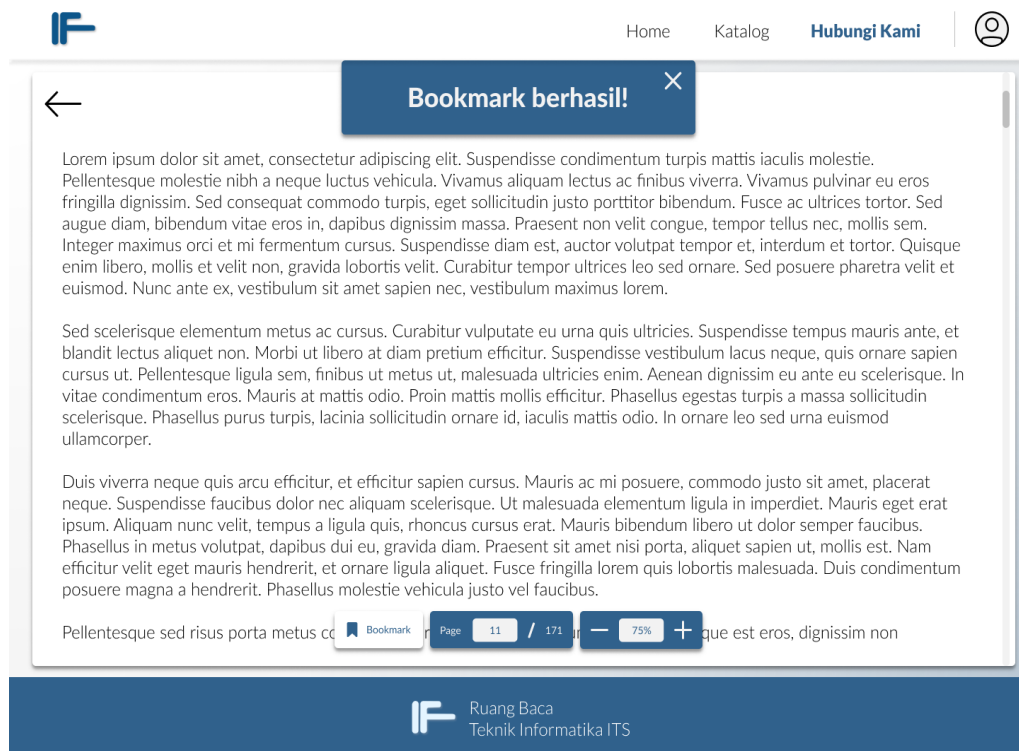 Home Katalog Hubungi Kami
Bookmark berhasil!
Lorem ipsum dolor sit amet, consectetur adipiscing elit. Suspendisse condimentum turpis mattis iaculis molestie.
Pellentesque molestie nibh a neque luctus vehicula. Vivamus aliquam lectus ac finibus viverra. Vivamus pulvinar eu eros
fringilla dignissim. Sed consequat commodo turpis, eget sollicitudin justo porttitor bibendum. Fusce ac ultrices tortor. Sed
augue diam, bibendum vitae eros in, dapibus dignissim massa. Praesent non velit congue, tempor tellus nec, mollis sem.
Integer maximus orci et mi fermentum cursus. Suspendisse diam est, auctor volutpat tempor et, interdum et tortor. Quisque
enim libero, mollis et velit non, gravida lobortis velit. Curabitur tempor ultrices leo sed ornare. Sed posuere pharetra velit et
euismod. Nunc ante ex, vestibulum sit amet sapien nec, vestibulum maximus lorem.
Sed scelerisque elementum metus ac cursus. Curabitur vulputate eu urna quis ultricies. Suspendisse tempus mauris ante, et
blandit lectus aliquet non. Morbi ut libero at diam pretium efficitur. Suspendisse vestibulum lacus neque, quis ornare sapien
cursus ut. Pellentesque ligula sem, finibus ut metus ut, malesuada ultricies enim. Aenean dignissim eu ante eu scelerisque. In
vitae condimentum eros. Mauris at mattis odio. Proin mattis mollis efficitur. Phasellus egestas turpis a massa sollicitudin
scelerisque. Phasellus purus turpis, lacinia sollicitudin ornare id, iaculis mattis odio. In ornare leo sed urna euismod
ullamcorper.
Duis viverra neque quis arcu efficitur, et efficitur sapien cursus. Mauris ac mi posuere, commodo justo sit amet, placerat
neque. Suspendisse faucibus dolor nec aliquam scelerisque. Ut malesuada elementum ligula in imperdiet. Mauris eget erat
ipsum. Aliquam nunc velit, tempus a ligula quis, rhoncus cursus erat. Mauris bibendum libero ut dolor semper faucibus.
Phasellus in metus volutpat, dapibus dui eu, gravida diam. Praesent sit amet nisi porta, aliquet sapien ut, mollis est. Nam
efficitur velit eget mauris hendrerit, et ornare ligula aliquet. Fusce fringilla lorem quis lobortis malesuada. Duis condimentum
posuere magna a hendrerit. Phasellus molestie vehicula justo vel faucibus.
Pellentesque sed risus porta metus que est eros, dignissim non
Bookmark Page 11 / 171 75%
Ruang Baca
Teknik Informatika ITS